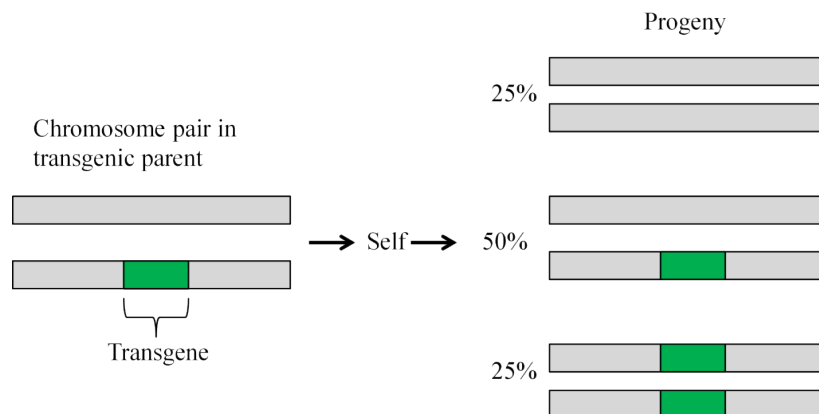 Progeny
25%
Chromosome pair in
transgenic parent
Self
50%
Transgene
25%